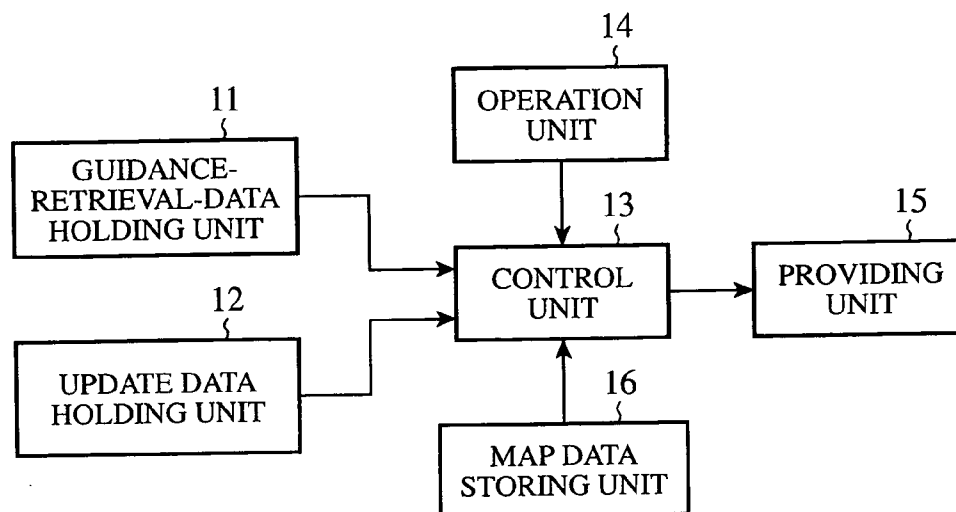 14
OPERATION
UNIT
11
GUIDANCE-
RETRIEVAL-DATA
HOLDING UNIT
13
CONTROL
UNIT
15
PROVIDING
UNIT
12
UPDATE DATA
HOLDING UNIT
16
MAP DATA
STORING UNIT